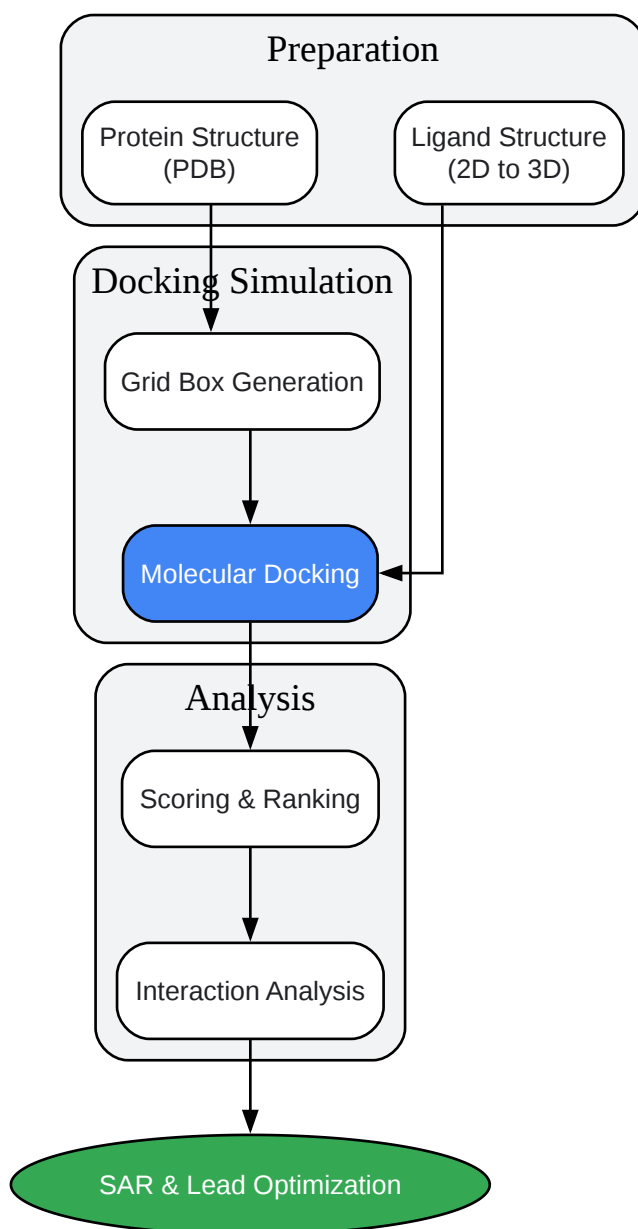 Preparation
Protein Structure
(PDB)
Ligand Structure
(2D to 3D)
Docking Simulation
Grid Box Generation
Molecular Docking
Analysis
Scoring & Ranking
Interaction Analysis
SAR & Lead Optimization